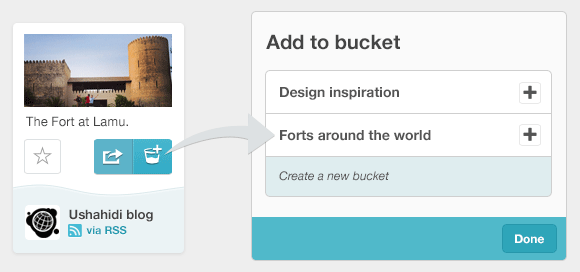 The Fort at Lamu.
Ushahidi blog
via RSS
Add to bucket
Design inspiration
Forts around the world
Create a new bucket
Done